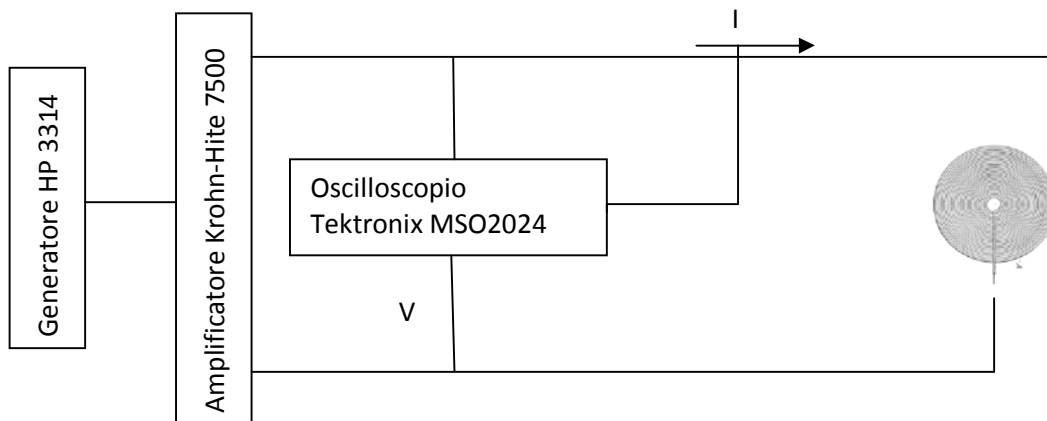 Generatore HP 3314
Amplificatore Krohn-Hite 7500
I
Oscilloscopio
Tektronix MSO2024
V